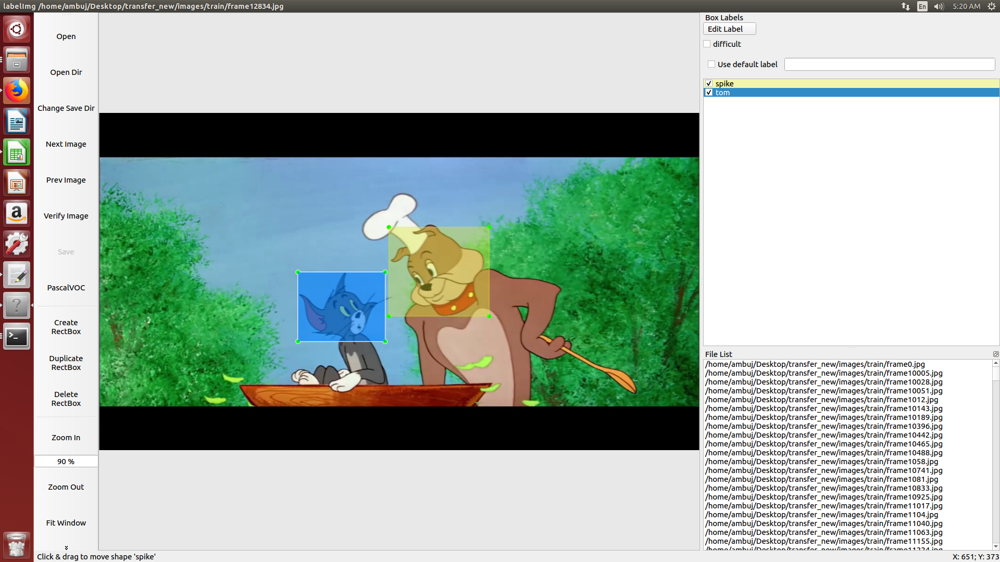 labelImg /home/ambuj/Desktop/transfer_new/images/train/frame12834.jpg
En
5:20 AM
Open
Open Dir
Change Save Dir
Next Image
Prev Image
Verify Image
Save
PascalVOC
Create
RectBox
Duplicate
RectBox
Delete
RectBox
Zoom In
90 %
Zoom Out
Fit Window
Click & drag to move shape 'spike'
Box Labels
Edit Label
difficult
Use default label
spike
tom
File List
/home/ambuj/Desktop/transfer_new/images/train/frame0.jpg
/home/ambuj/Desktop/transfer_new/images/train/frame10005.jpg
/home/ambuj/Desktop/transfer_new/images/train/frame10028.jpg
/home/ambuj/Desktop/transfer_new/images/train/frame10051.jpg
/home/ambuj/Desktop/transfer_new/images/train/frame1012.jpg
/home/ambuj/Desktop/transfer_new/images/train/frame10143.jpg
/home/ambuj/Desktop/transfer_new/images/train/frame10189.jpg
/home/ambuj/Desktop/transfer_new/images/train/frame10396.jpg
/home/ambuj/Desktop/transfer_new/images/train/frame10442.jpg
/home/ambuj/Desktop/transfer_new/images/train/frame10465.jpg
/home/ambuj/Desktop/transfer_new/images/train/frame10488.jpg
/home/ambuj/Desktop/transfer_new/images/train/frame1058.jpg
/home/ambuj/Desktop/transfer_new/images/train/frame10741.jpg
/home/ambuj/Desktop/transfer_new/images/train/frame1081.jpg
/home/ambuj/Desktop/transfer_new/images/train/frame10833.jpg
/home/ambuj/Desktop/transfer_new/images/train/frame10925.jpg
/home/ambuj/Desktop/transfer_new/images/train/frame11017.jpg
/home/ambuj/Desktop/transfer_new/images/train/frame1104.jpg
/home/ambuj/Desktop/transfer_new/images/train/frame11040.jpg
/home/ambuj/Desktop/transfer_new/images/train/frame11063.jpg
/home/ambuj/Desktop/transfer_new/images/train/frame11155.jpg
X: 651; Y: 373